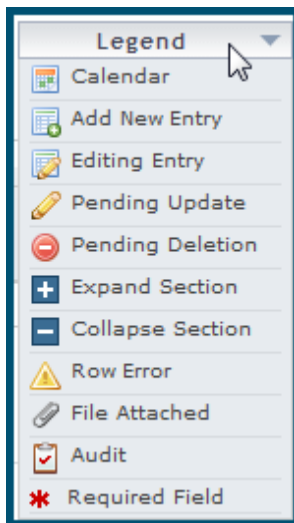 Legend
Calendar
Add New Entry
Editing Entry
Pending Update
Pending Deletion
Expand Section
Collapse Section
Row Error
File Attached
Audit
Required Field